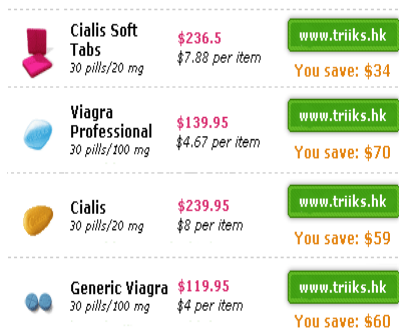 Cialis Soft
Tabs
30 pills/20 mg
$236.5
$7.88 per item
www.triiks.hk
You save: $34
Viagra
Professional
30 pills/100 mg
$139.95
$4.67 per item
www.triiks.hk
You save: $70
Cialis
30 pills/20 mg
$239.95
$8 per item
www.triiks.hk
You save: $59
Generic Viagra
30 pills/100 mg
$119.95
$4 per item
www.triiks.hk
You save: $60